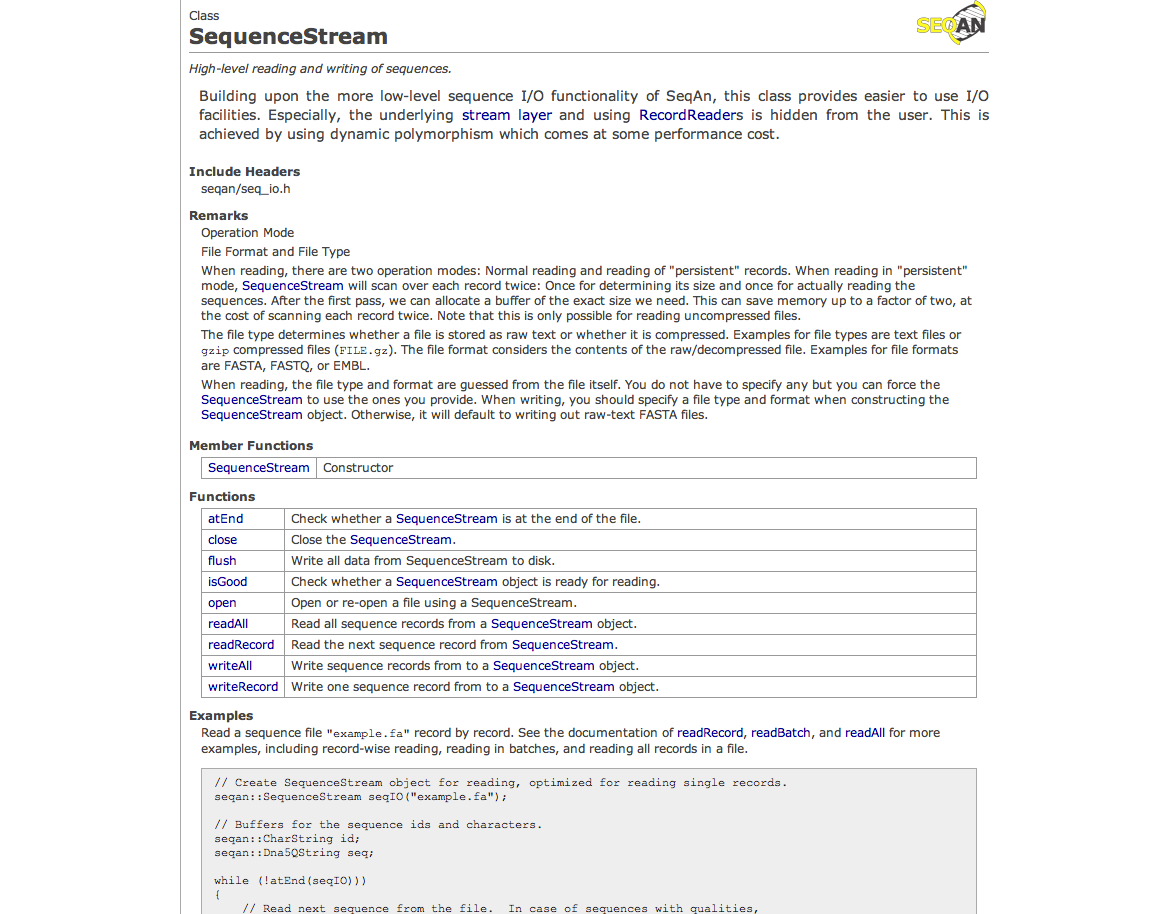 Class
SEQAN
SequenceStream
High-level reading and writing of sequences.
Building upon the more low-level sequence I/O functionality of SeqAn, this class provides easier to use I/O
facilities. Especially, the underlying stream layer and using RecordReaders is hidden from the user. This is
achieved by using dynamic polymorphism which comes at some performance cost.
Include Headers
seqan/seq_io.h
Remarks
Operation Mode
File Format and File Type
When reading, there are two operation modes: Normal reading and reading of "persistent" records. When reading in "persistent"
mode, SequenceStream will scan over each record twice: Once for determining its size and once for actually reading the
sequences. After the first pass, we can allocate a buffer of the exact size we need. This can save memory up to a factor of two, at
the cost of scanning each record twice. Note that this is only possible for reading uncompressed files.
The file type determines whether a file is stored as raw text or whether it is compressed. Examples for file types are text files or
gzip compressed files (FILE.gz). The file format considers the contents of the raw/decompressed file. Examples for file formats
are FASTA, FASTQ, or EMBL.
When reading, the file type and format are guessed from the file itself. You do not have to specify any but you can force the
SequenceStream to use the ones you provide. When writing, you should specify a file type and format when constructing the
SequenceStream object. Otherwise, it will default to writing out raw-text FASTA files.
Member Functions
SequenceStream Constructor
Functions
atEnd Check whether a SequenceStream is at the end of the file.
close Close the SequenceStream.
flush Write all data from SequenceStream to disk.
isGood Check whether a SequenceStream object is ready for reading.
open Open or re-open a file using a SequenceStream.
readAll Read all sequence records from a SequenceStream object.
readRecord Read the next sequence record from SequenceStream.
writeAll Write sequence records from to a SequenceStream object.
writeRecord Write one sequence record from to a SequenceStream object.
Examples
Read a sequence file "example.fa" record by record. See the documentation of readRecord, readBatch, and readAll for more
examples, including record-wise reading, reading in batches, and reading all records in a file.
// Create SequenceStream object for reading, optimized for reading single records.
seqan::SequenceStream seqIO("example.fa");
// Buffers for the sequence ids and characters.
seqan::CharString id;
seqan::Dna5QString seq;
while (!atEnd(seqIO)))
{
// Read next sequence from the file.  In case of sequences with qualities,